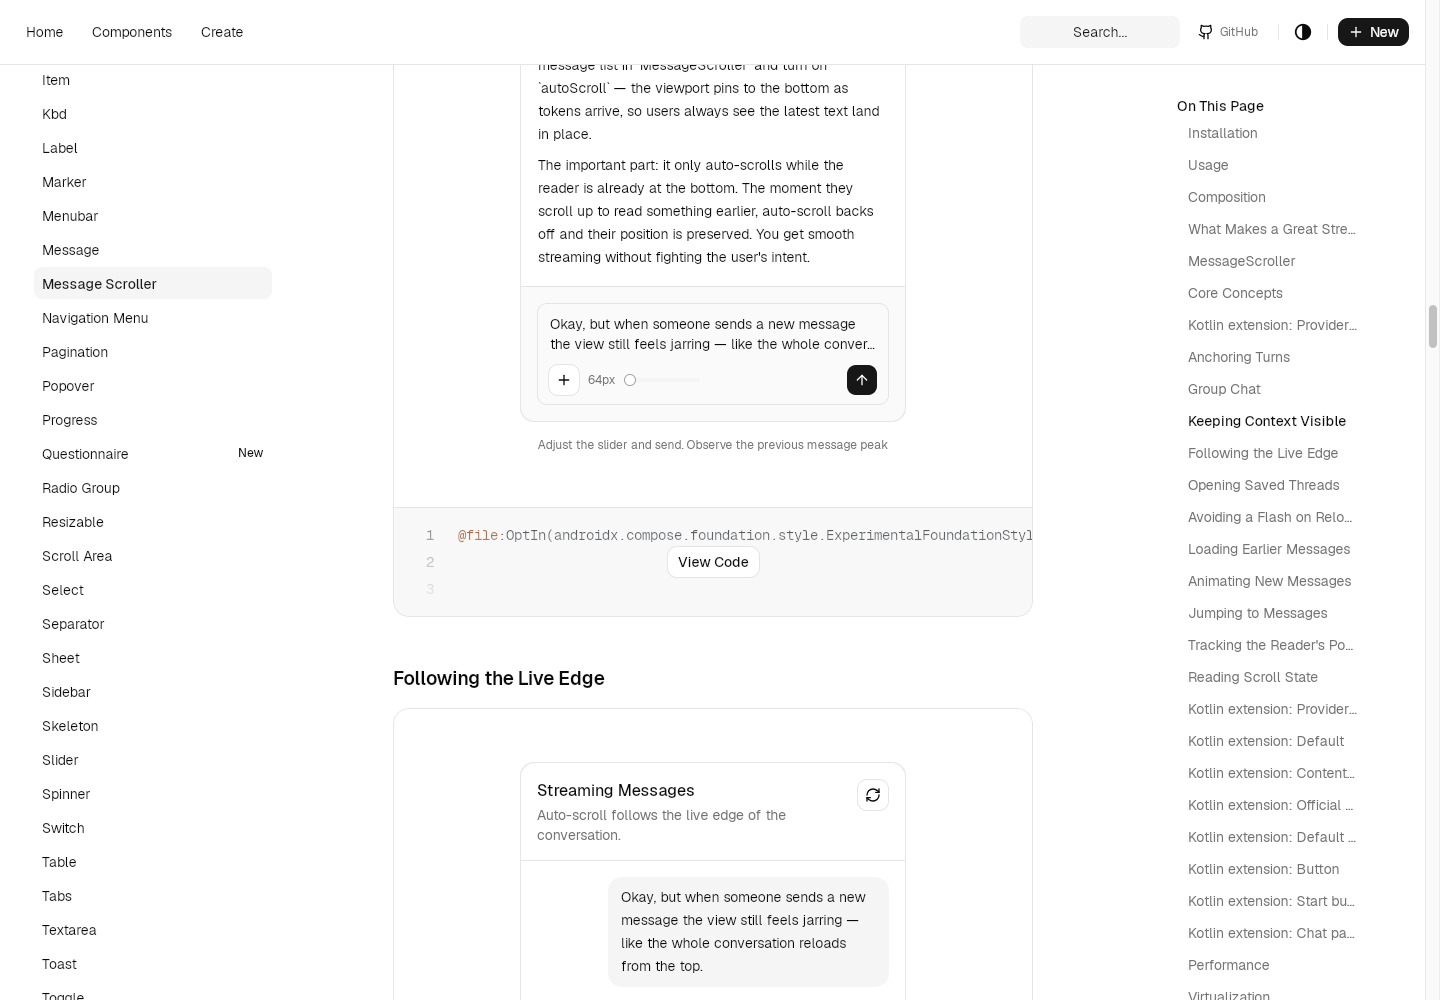 Home
Components
Create
Search...
GitHub
New
Item
Kbd
Label
Marker
Menubar
Message
Message Scroller
Navigation Menu
Pagination
Popover
Progress
Questionnaire
New
Radio Group
Resizable
Scroll Area
Select
Separator
Sheet
Sidebar
Skeleton
Slider
Spinner
Switch
Table
Tabs
Textarea
Toast
Toggle
message list in `MessageScroller` and turn on
`autoScroll` — the viewport pins to the bottom as
tokens arrive, so users always see the latest text land
in place.
The important part: it only auto-scrolls while the
reader is already at the bottom. The moment they
scroll up to read something earlier, auto-scroll backs
off and their position is preserved. You get smooth
streaming without fighting the user's intent.
Okay, but when someone sends a new message
the view still feels jarring — like the whole conver...
64px
Adjust the slider and send. Observe the previous message peak
1 @file:OptIn(androidx.compose.foundation.style.ExperimentalFoundationStyl
2
3
View Code
Following the Live Edge
Streaming Messages
Auto-scroll follows the live edge of the
conversation.
Okay, but when someone sends a new
message the view still feels jarring —
like the whole conversation reloads
from the top.
On This Page
Installation
Usage
Composition
What Makes a Great Stre...
MessageScroller
Core Concepts
Kotlin extension: Provider...
Anchoring Turns
Group Chat
Keeping Context Visible
Following the Live Edge
Opening Saved Threads
Avoiding a Flash on Relo...
Loading Earlier Messages
Animating New Messages
Jumping to Messages
Tracking the Reader's Po...
Reading Scroll State
Kotlin extension: Provider...
Kotlin extension: Default
Kotlin extension: Content...
Kotlin extension: Official ...
Kotlin extension: Default ...
Kotlin extension: Button
Kotlin extension: Start bu...
Kotlin extension: Chat pa...
Performance
Virtualization